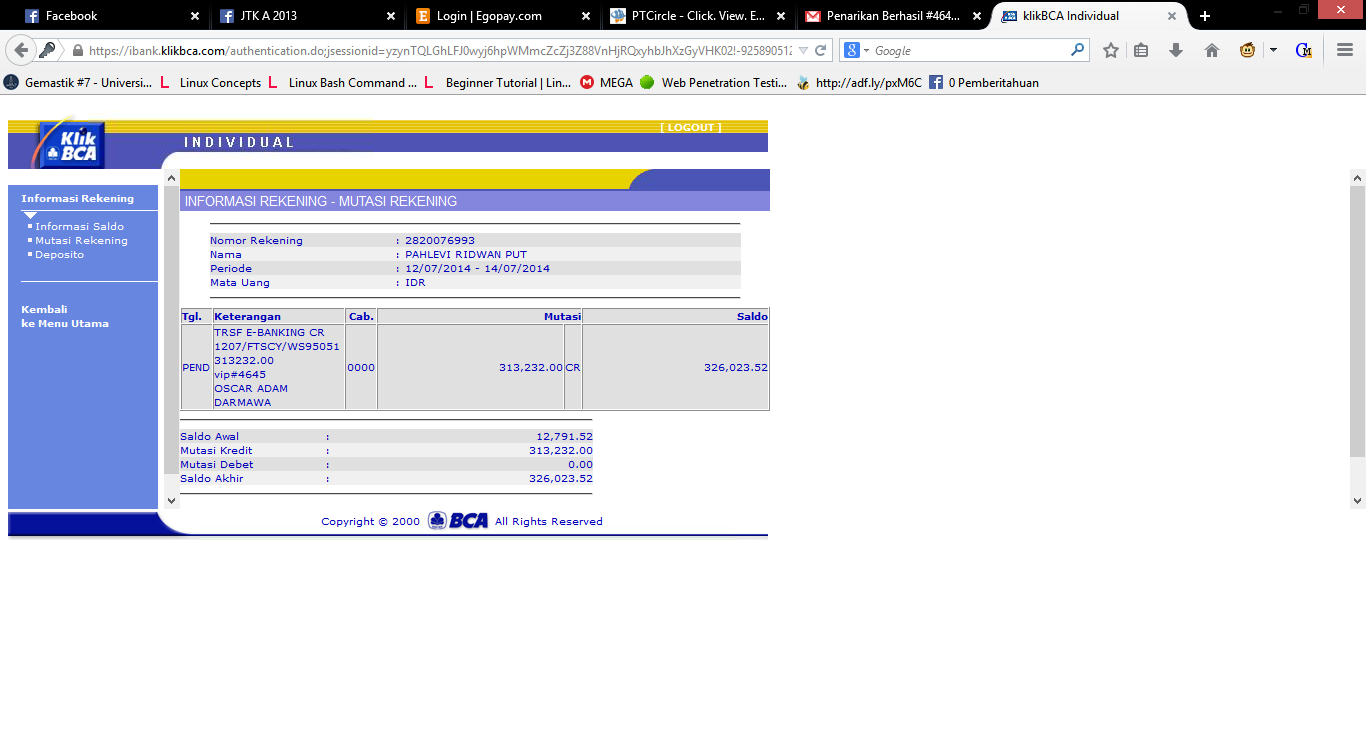 Facebook
JTK A 2013
Login | Egopay.com
PTCircle - Click. View. E...
Penarikan Berhasil #464...
klikBCA Individual
https://ibank.klikbca.com/authentication.do;jsessionid=yzynTQLGhLFJ0wyj6hpWMmcZcZj3Z88VnHjRQxyhbJhXzGyVHK02!-925890512
Google
Gemastik #7 - Universi...
Linux Concepts
Linux Bash Command ...
Beginner Tutorial | Lin...
MEGA
Web Penetration Testi...
http://adf.ly/pxM6C
0 Pemberitahuan
Klik
BCA
INDIVIDUAL
[ LOGOUT ]
Informasi Rekening
Informasi Saldo
Mutasi Rekening
Deposito
Kembali
ke Menu Utama
INFORMASI REKENING - MUTASI REKENING
Nomor Rekening : 2820076993
Nama : PAHLEVI RIDWAN PUT
Periode : 12/07/2014 - 14/07/2014
Mata Uang : IDR
Tgl. Keterangan Cab. Mutasi Saldo
TRSF E-BANKING CR
1207/FTSCY/WS95051
313232.00
PEND vip#4645 0000 313,232.00 CR 326,023.52
OSCAR ADAM
DARMAWA
Saldo Awal : 12,791.52
Mutasi Kredit : 313,232.00
Mutasi Debet : 0.00
Saldo Akhir : 326,023.52
Copyright © 2000 BCA All Rights Reserved